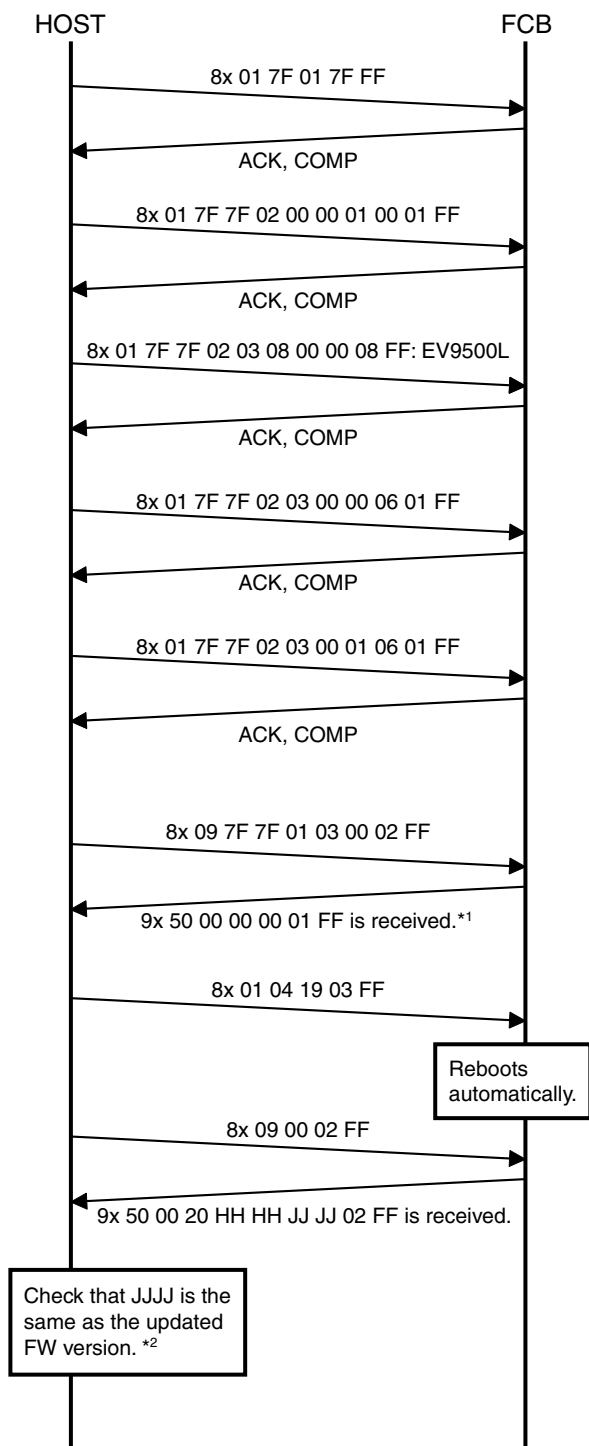 HOST
FCB
8x 01 7F 01 7F FF
ACK, COMP
8x 01 7F 7F 02 00 00 01 00 01 FF
ACK, COMP
8x 01 7F 7F 02 03 08 00 00 08 FF: EV9500L
ACK, COMP
8x 01 7F 7F 02 03 00 00 06 01 FF
ACK, COMP
8x 01 7F 7F 02 03 00 01 06 01 FF
ACK, COMP
8x 09 7F 7F 01 03 00 02 FF
9x 50 00 00 00 01 FF is received.*1
8x 01 04 19 03 FF
Reboots
automatically.
8x 09 00 02 FF
9x 50 00 20 HH HH JJ JJ 02 FF is received.
Check that JJJJ is the
same as the updated
FW version. *2